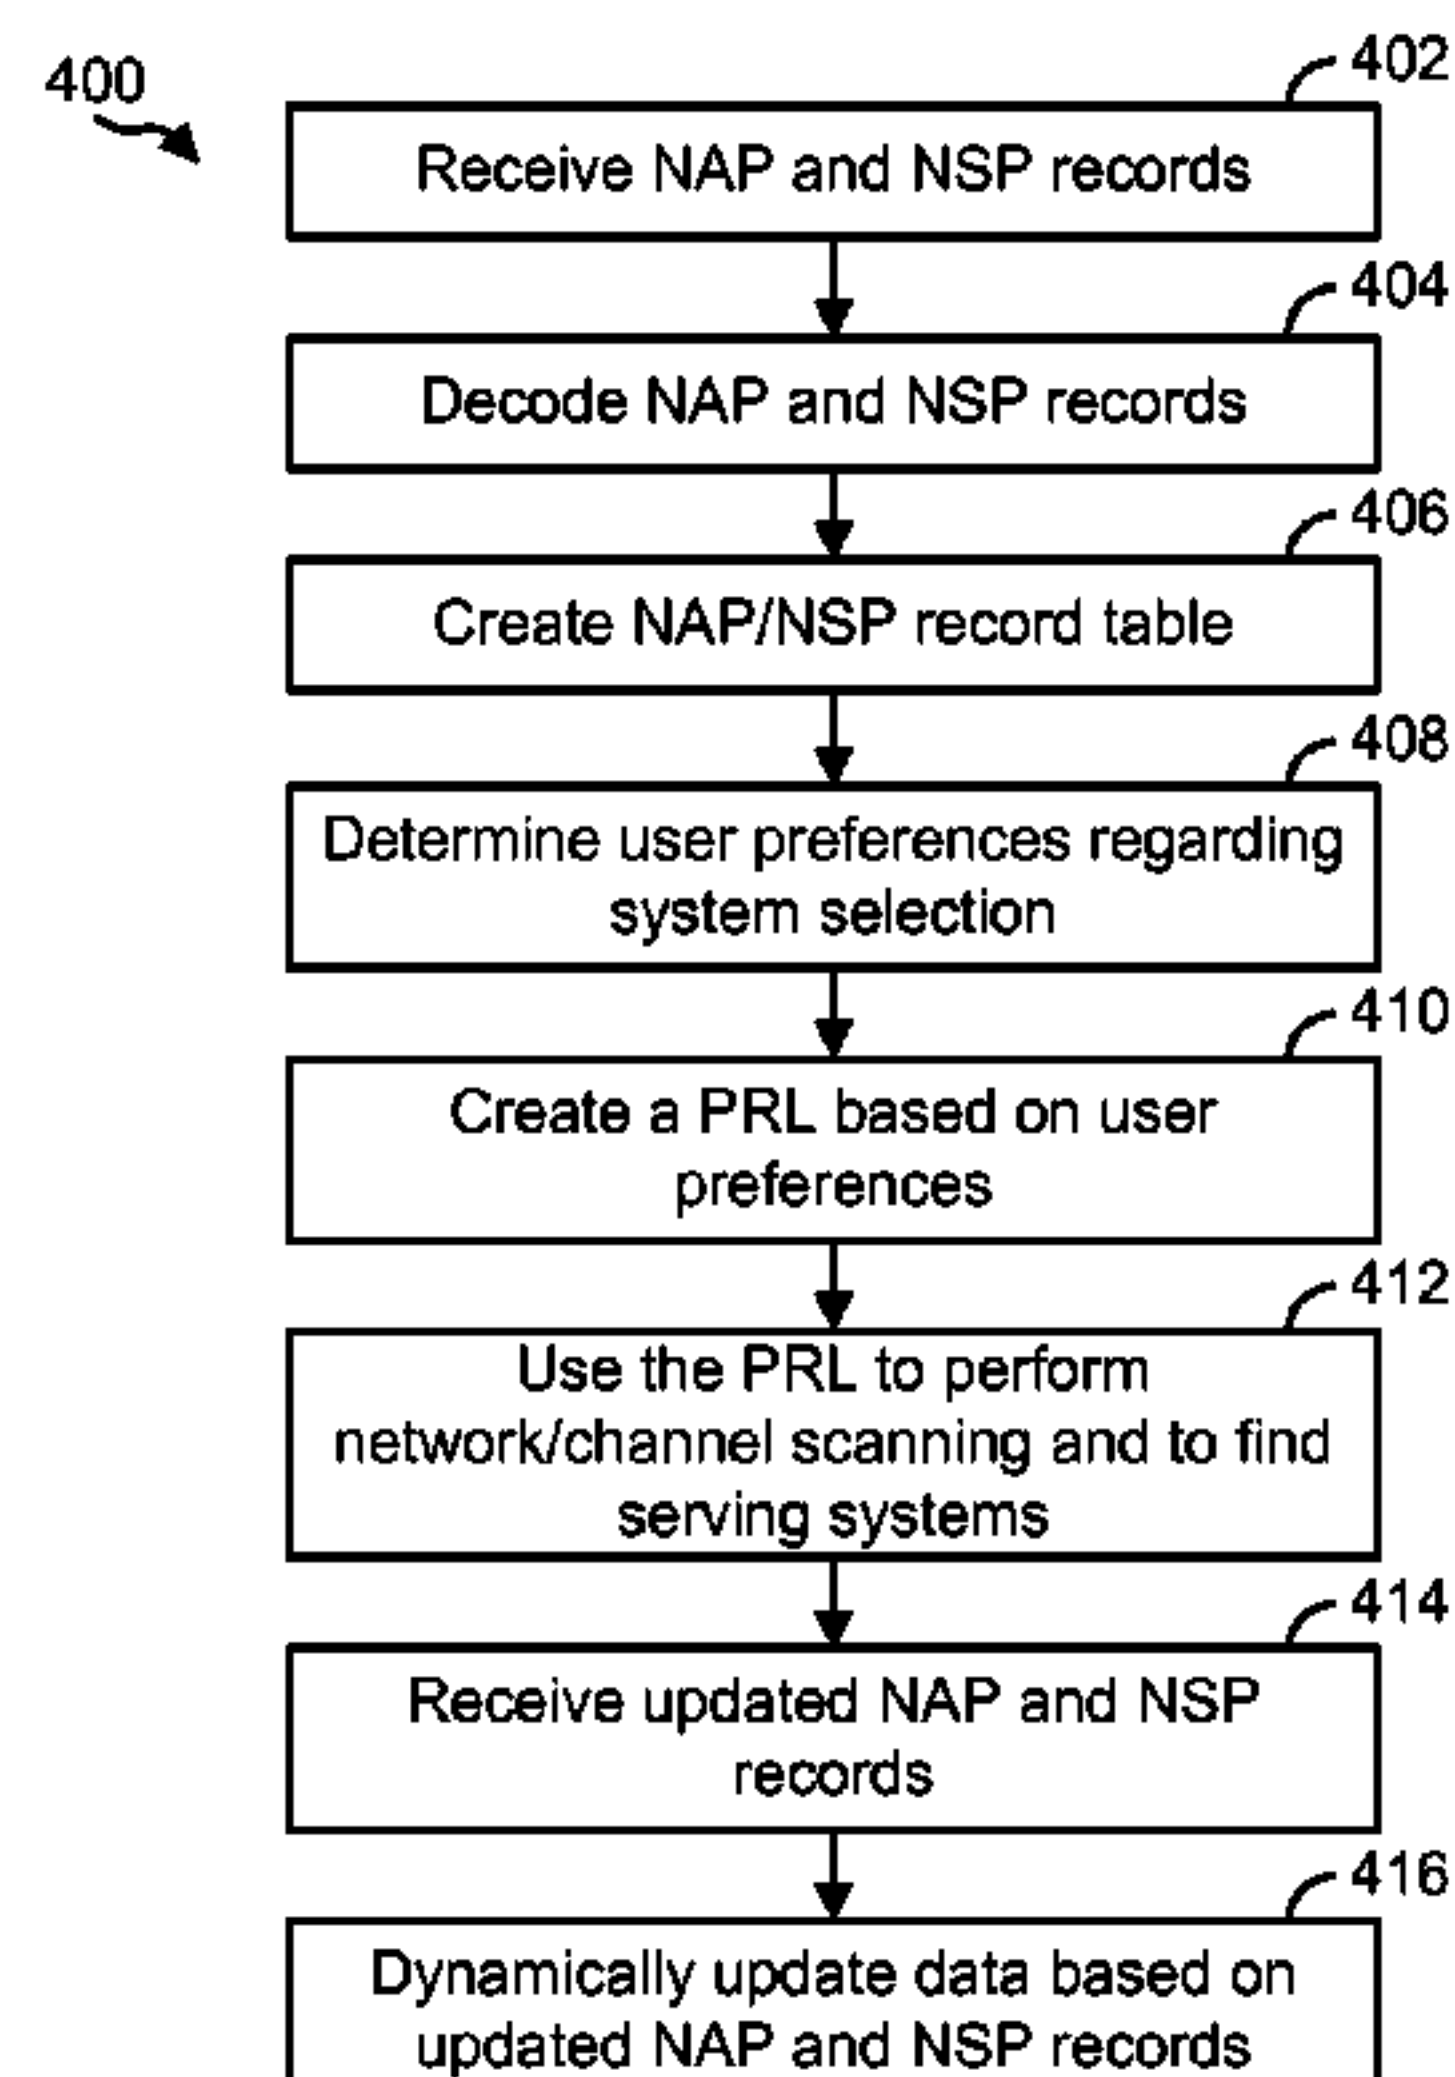 400
402
Receive NAP and NSP records
404
Decode NAP and NSP records
406
Create NAP/NSP record table
408
Determine user preferences regarding
system selection
410
Create a PRL based on user
preferences
412
Use the PRL to perform
network/channel scanning and to find
serving systems
414
Receive updated NAP and NSP
records
416
Dynamically update data based on
updated NAP and NSP records